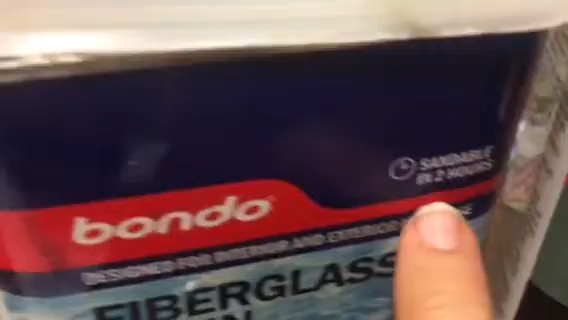 SANDABLE
IN 2 HOURS
bondo
DESIGNED FOR INTERIOR AND EXTERIOR
FIBERGLASS